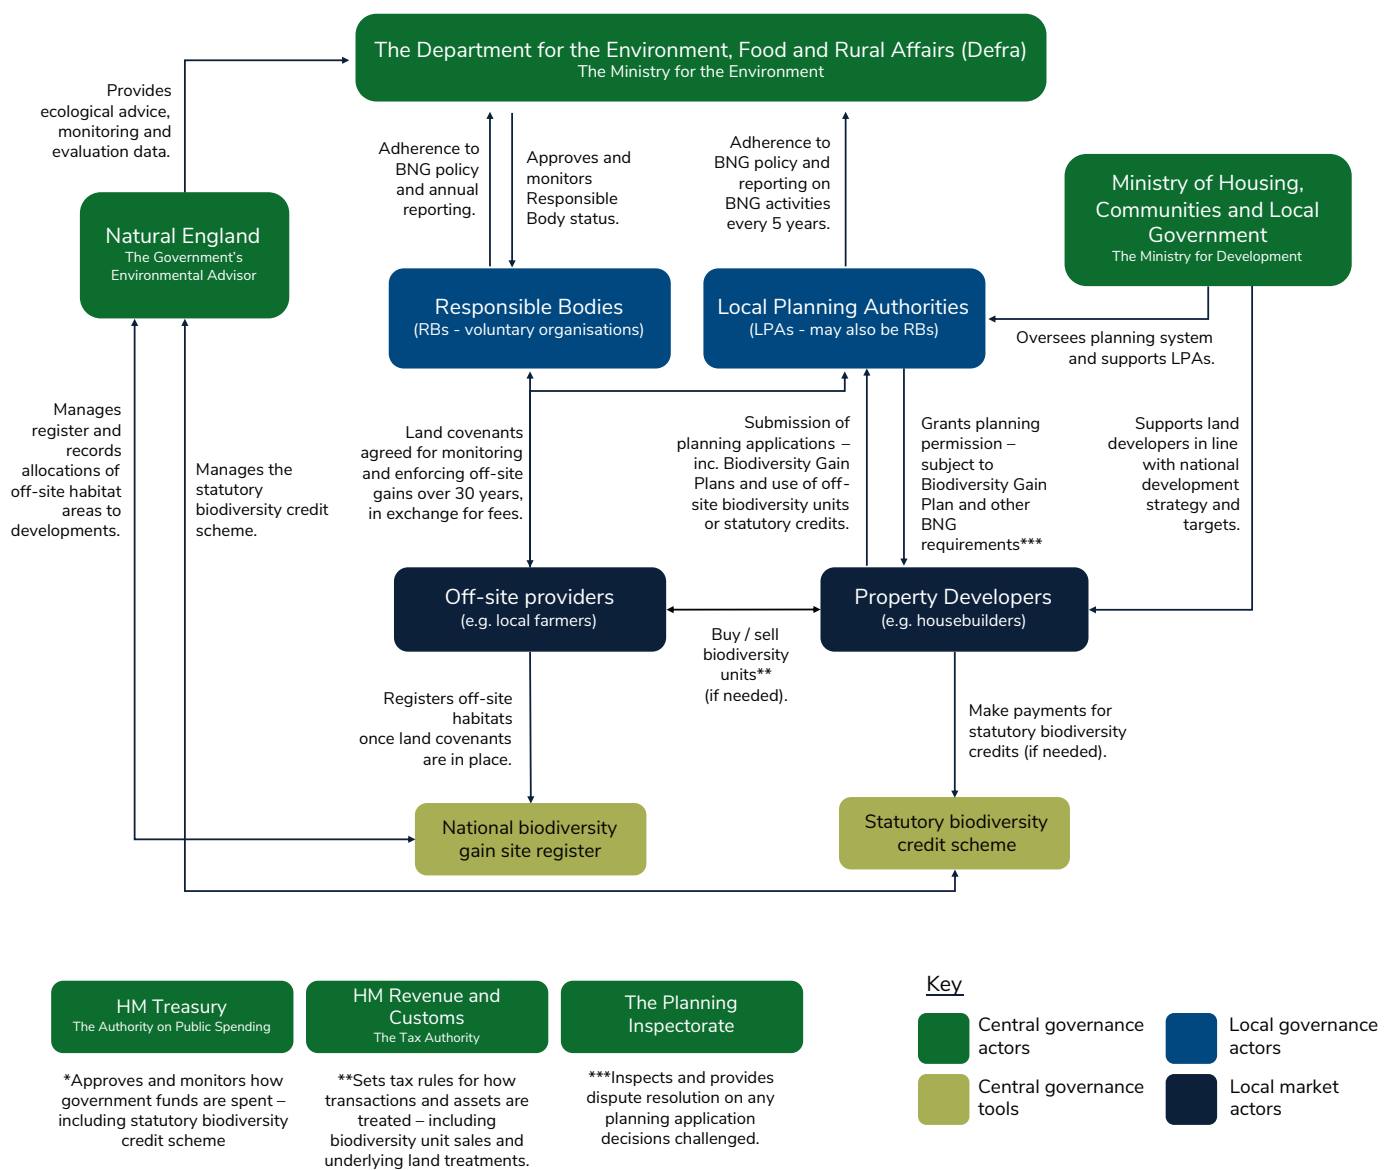 The Department for the Environment, Food and Rural Affairs (Defra)
The Ministry for the Environment
Provides
ecological advice,
monitoring and
evaluation data.
Adherence to
BNG policy
and annual
reporting.
Approves and
monitors
Responsible
Body status.
Adherence to
BNG policy and
reporting on
BNG activities
every 5 years.
Ministry of Housing,
Communities and Local
Government
The Ministry for Development
Natural England
The Government's
Environmental Advisor
Responsible Bodies
(RBs - voluntary organisations)
Local Planning Authorities
(LPAs - may also be RBs)
Oversees planning system
and supports LPAs.
Manages
register and
records
allocations of
off-site habitat
areas to
developments.
Manages the
statutory
biodiversity credit
scheme.
Land covenants
agreed for monitoring
and enforcing off-site
gains over 30 years,
in exchange for fees.
Submission of
planning applications –
inc. Biodiversity Gain
Plans and use of off-
site biodiversity units
or statutory credits.
Grants planning
permission –
subject to
Biodiversity Gain
Plan and other
BNG
requirements***
Supports land
developers in line
with national
development
strategy and
targets.
Off-site providers
(e.g. local farmers)
Property Developers
(e.g. housebuilders)
Buy / sell
biodiversity
units**
(if needed).
Registers off-site
habitats
once land covenants
are in place.
Make payments for
statutory biodiversity
credits (if needed).
National biodiversity
gain site register
Statutory biodiversity
credit scheme
HM Treasury
The Authority on Public Spending
HM Revenue and
Customs
The Tax Authority
The Planning
Inspectorate
*Approves and monitors how
government funds are spent –
including statutory biodiversity
credit scheme
**Sets tax rules for how
transactions and assets are
treated – including
biodiversity unit sales and
underlying land treatments.
***Inspects and provides
dispute resolution on any
planning application
decisions challenged.
Key
Central governance
actors
Local governance
actors
Central governance
tools
Local market
actors